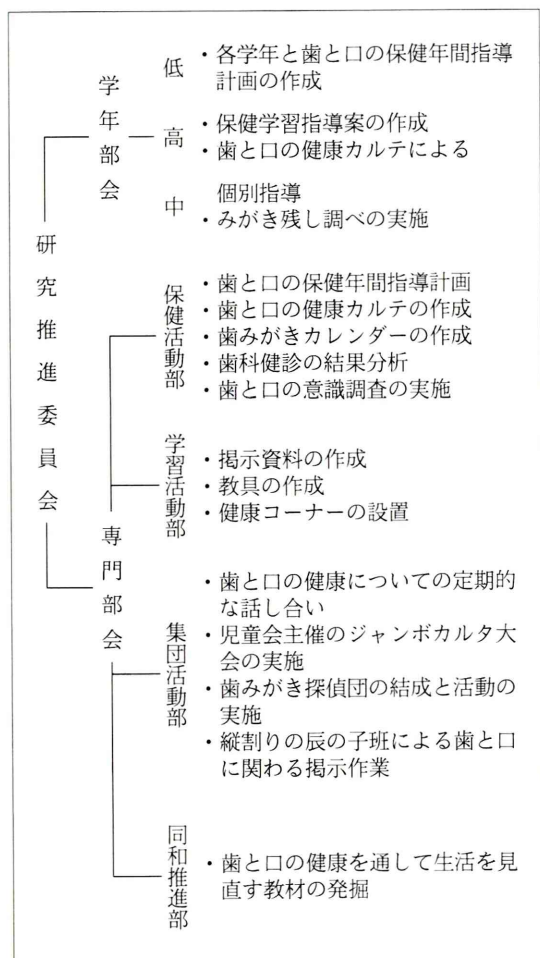 研究推進委員会
学年部会
低
・各学年と歯と口の保健年間指導
計画の作成
高
・保健学習指導案の作成
・歯と口の健康カルテによる
中
個別指導
・みがき残し調べの実施
専門部会
保健活動部
・歯と口の保健年間指導計画
・歯と口の健康カルテの作成
・歯みがきカレンダーの作成
・歯科健診の結果分析
・歯と口の意識調査の実施
学習活動部
・掲示資料の作成
・教具の作成
・健康コーナーの設置
集団活動部
・歯と口の健康についての定期的
な話し合い
・児童会主催のジャンボカルタ大
会の実施
・歯みがき探偵団の結成と活動の
実施
・縦割りの辰の子班による歯と口
に関わる掲示作業
同和推進部
・歯と口の健康を通して生活を見
直す教材の発掘